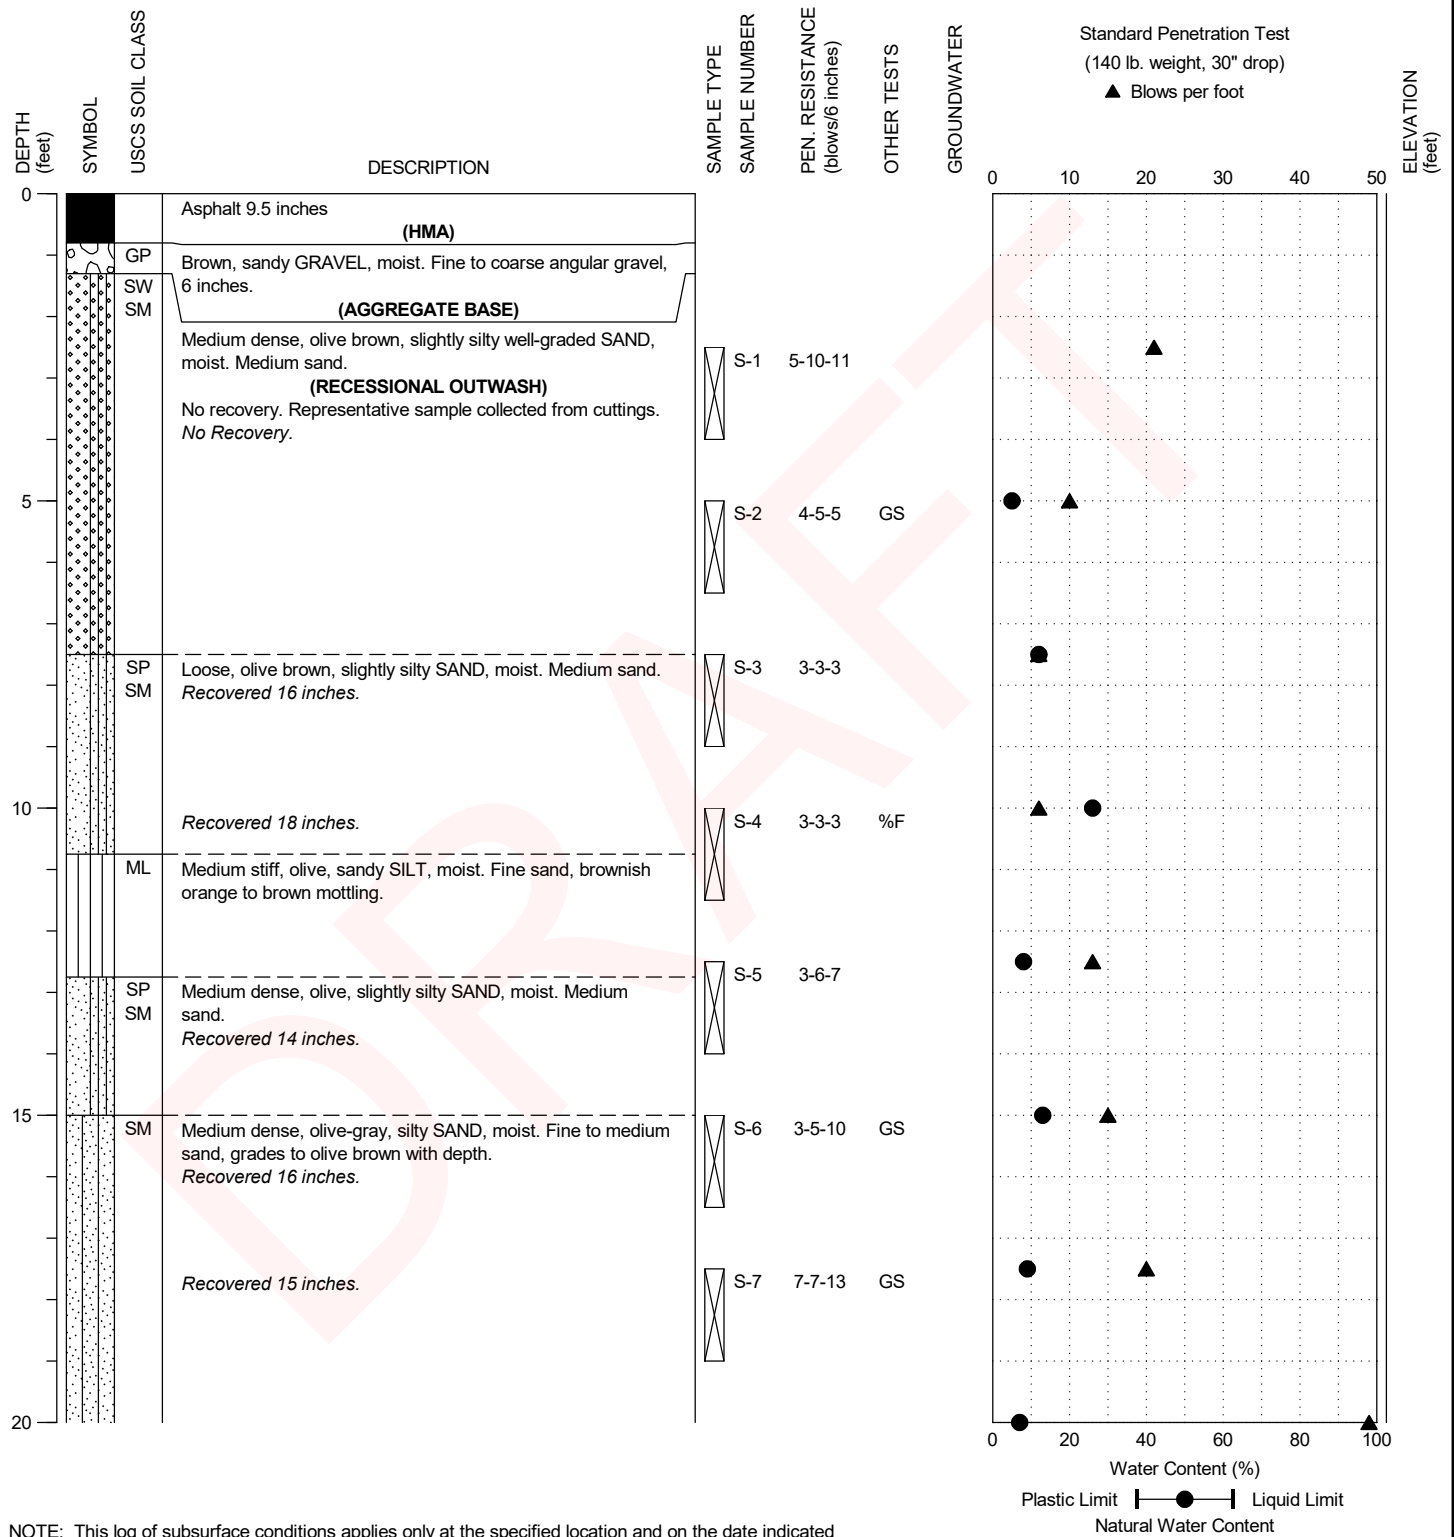 Standard Penetration Test
(140 lb. weight, 30" drop)
▲ Blows per foot
DEPTH
(feet)
SYMBOL
USCS SOIL CLASS
DESCRIPTION
SAMPLE TYPE
SAMPLE NUMBER
PEN. RESISTANCE
(blows/6 inches)
OTHER TESTS
GROUNDWATER
ELEVATION
(feet)
0 10 20 30 40 50
0
Asphalt 9.5 inches
(HMA)
GP
Brown, sandy GRAVEL, moist. Fine to coarse angular gravel,
6 inches.
(AGGREGATE BASE)
SW
SM
Medium dense, olive brown, slightly silty well-graded SAND,
moist. Medium sand.
S-1 5-10-11
(RECESSIONAL OUTWASH)
No recovery. Representative sample collected from cuttings.
No Recovery.
5
S-2 4-5-5 GS
SP
SM
Loose, olive brown, slightly silty SAND, moist. Medium sand.
Recovered 16 inches.
S-3 3-3-3
10
Recovered 18 inches.
S-4 3-3-3 %F
ML
Medium stiff, olive, sandy SILT, moist. Fine sand, brownish
orange to brown mottling.
S-5 3-6-7
SP
SM
Medium dense, olive, slightly silty SAND, moist. Medium
sand.
Recovered 14 inches.
15
SM
Medium dense, olive-gray, silty SAND, moist. Fine to medium
sand, grades to olive brown with depth.
Recovered 16 inches.
S-6 3-5-10 GS
Recovered 15 inches.
S-7 7-7-13 GS
20
0 20 40 60 80 100
Water Content (%)
Plastic Limit Liquid Limit
Natural Water Content
NOTE: This log of subsurface conditions applies only at the specified location and on the date indicated
DRAFT